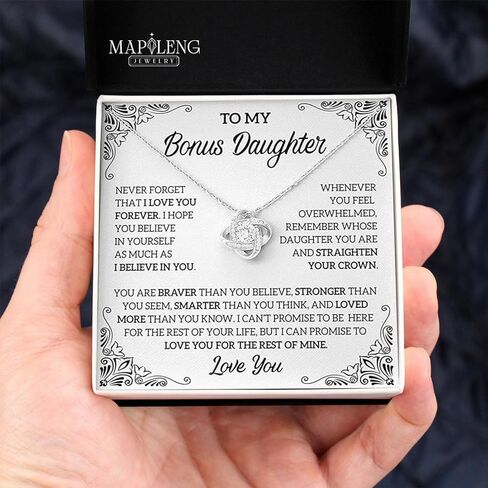 MAPILENG
JEWELRY
TO MY
Bonus Daughter
NEVER FORGET
THAT I LOVE YOU
FOREVER. I HOPE
YOU BELIEVE
IN YOURSELF
AS MUCH AS
I BELIEVE IN YOU.
WHENEVER
YOU FEEL
OVERWHELMED,
REMEMBER WHOSE
DAUGHTER YOU ARE
AND STRAIGHTEN
YOUR CROWN.
YOU ARE BRAVER THAN YOU BELIEVE, STRONGER THAN
YOU SEEM, SMARTER THAN YOU THINK, AND LOVED
MORE THAN YOU KNOW. I CAN'T PROMISE TO BE HERE
FOR THE REST OF YOUR LIFE, BUT I CAN PROMISE TO
LOVE YOU FOR THE REST OF MINE.
Love You